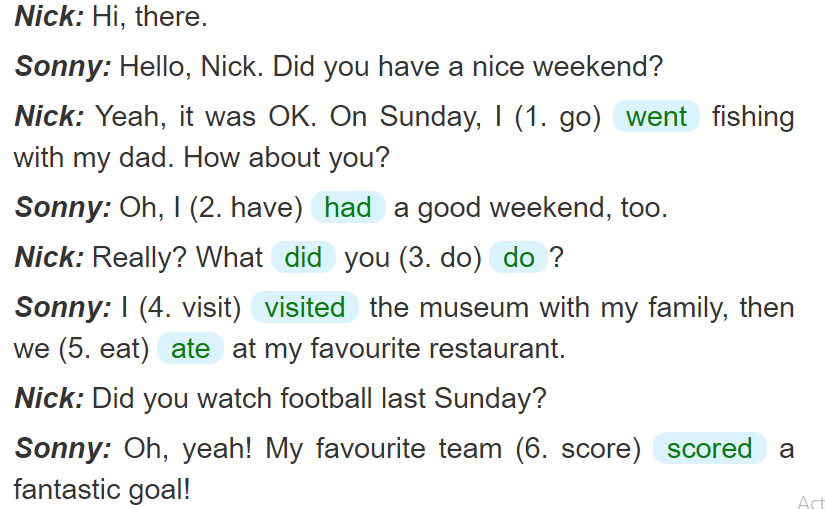 Nick: Hi, there.
Sonny: Hello, Nick. Did you have a nice weekend?
Nick: Yeah, it was OK. On Sunday, I (1. go) went fishing
with my dad. How about you?
Sonny: Oh, I (2. have) had a good weekend, too.
Nick: Really? What did you (3. do) do ?
Sonny: I (4. visit) visited the museum with my family, then
we (5. eat) ate at my favourite restaurant.
Nick: Did you watch football last Sunday?
Sonny: Oh, yeah! My favourite team (6. score) scored a
fantastic goal!
Act